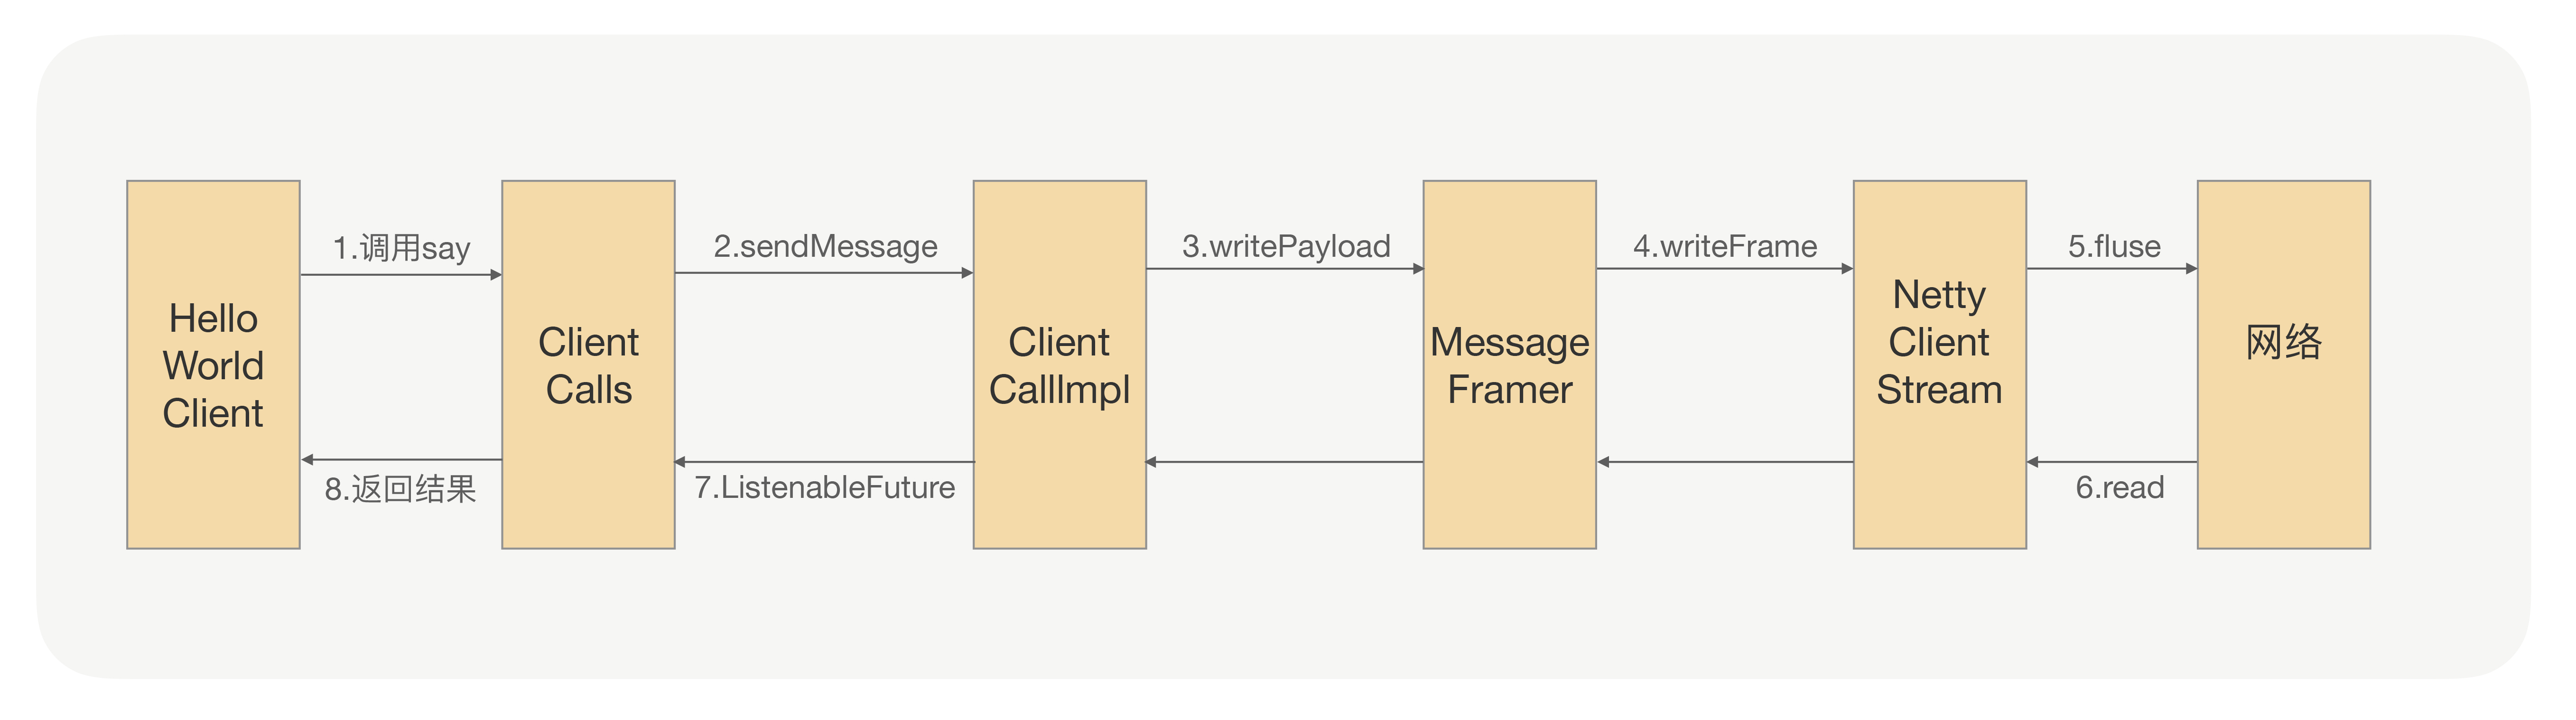 1.调用say
2.sendMessage
3.writePayload
4.writeFrame
5.fluse
Hello
World
Client
Client
Calls
Client
CallImpl
Message
Framer
Netty
Client
Stream
网络
8.返回结果
7.ListenableFuture
6.read